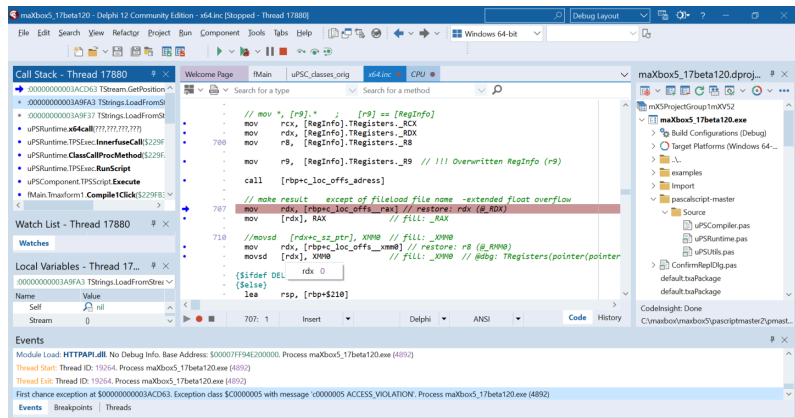 maXbox5_17beta120 - Delphi 12 Community Edition - x64.inc [Stopped - Thread 17880]
Debug Layout
File Edit Search View Refactor Project Run Component Tools Tabs Help
Windows 64-bit
Call Stack - Thread 17880
:00000000003ACD63 TStream.GetPosition
:00000000003A9FA3 TStrings.LoadFromSt
:00000000003A9F37 TStrings.LoadFromSt
uPSRuntime.x64call(???,???,???,???)
uPSRuntime.TPSExec.InnerfuseCall($229F
uPSRuntime.ClassCallProcMethod($229F
uPSRuntime.TPSExec.RunScript
uPSComponent.TPSScript.Execute
fMain.Tmaxform1.Compile1Click($229FB3
Watch List - Thread 17880
Watches
Local Variables - Thread 17...
:00000000003A9FA3 TStrings.LoadFromStrea
Name Value
Self nil
Stream ()
Welcome Page fMain uPSC_classes_orig x64.inc CPU
Search for a type Search for a method
// mov *, [r9].* ; [r9] == [RegInfo]
mov rcx, [RegInfo].TRegisters._RCX
mov rdx, [RegInfo].TRegisters._RDX
700 mov r8, [RegInfo].TRegisters._R8
mov r9, [RegInfo].TRegisters._R9 // !!! Overwritten RegInfo (r9)
call [rbp+c_loc_offs_adress]
// make result except of fileload file name -extended float overflow
707 mov rdx, [rbp+c_loc_offs__rax] // restore: rdx (@_RDX)
mov [rdx], RAX // fill: _RAX
710 //movsd [rdx+c_sz_ptr], XMM0 // fill: _XMM0
mov rdx, [rbp+c_loc_offs__xmm0] // restore: r8 (@_RMM0)
movsd [rdx], XMM0 // fill: _XMM0 // @dbg: TRegisters(pointer(pointer
rdx 0
{$ifdef DEL
{$else}
lea rsp, [rbp+$210]
707: 1 Insert Delphi ANSI Code History
maXbox5_17beta120.dproj...
mX5ProjectGroup1mXV52
maXbox5_17beta120.exe
Build Configurations (Debug)
Target Platforms (Windows 64-...
..\..
examples
Import
pascalscript-master
Source
uPSCompiler.pas
uPSRuntime.pas
uPSUtils.pas
ConfirmReplDlg.pas
default.txaPackage
default.txaPackage
CodeInsight: Done
C:\maxbox\maxbox5\pascriptmaster2\pmast...
Events
Module Load: HTTPAPI.dll. No Debug Info. Base Address: $00007FF94E200000. Process maXbox5_17beta120.exe (4892)
Thread Start: Thread ID: 19264. Process maXbox5_17beta120.exe (4892)
Thread Exit: Thread ID: 19264. Process maXbox5_17beta120.exe (4892)
First chance exception at $00000000003ACD63. Exception class $C0000005 with message 'c0000005 ACCESS_VIOLATION'. Process maXbox5_17beta120.exe (4892)
Events Breakpoints Threads